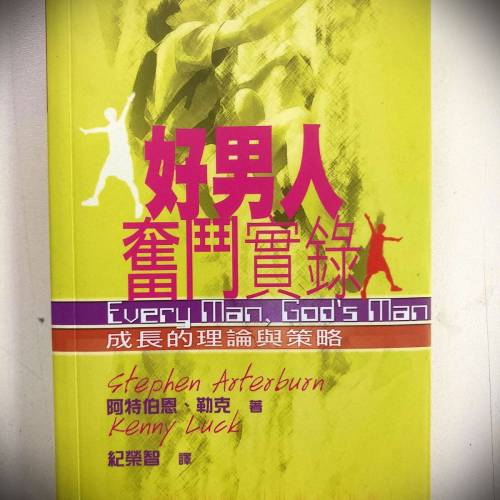 好男人
奮鬥實錄
Every Man, God's Man
成長的理論與策略
Stephen Arterburn
阿特伯恩、勒克 著
Kenny Luck
紀榮智 譯